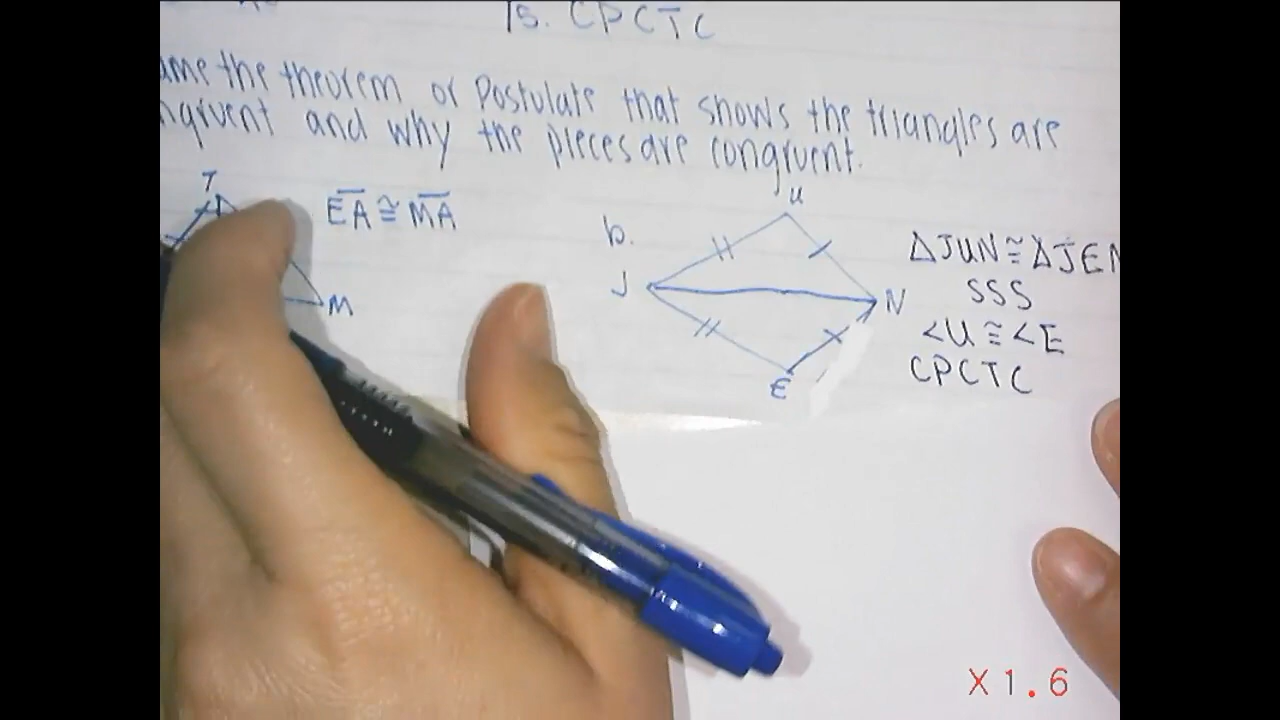 15. CPCTC
ame the theorem or Postulate that shows the triangles are
ngruent and why the pieces are congruent.
T
EA ≅ MA
M
b.
U
J
N
E
ΔJUN ≅ ΔJEN
SSS
<U ≅ <E
CPCTC
X1.6